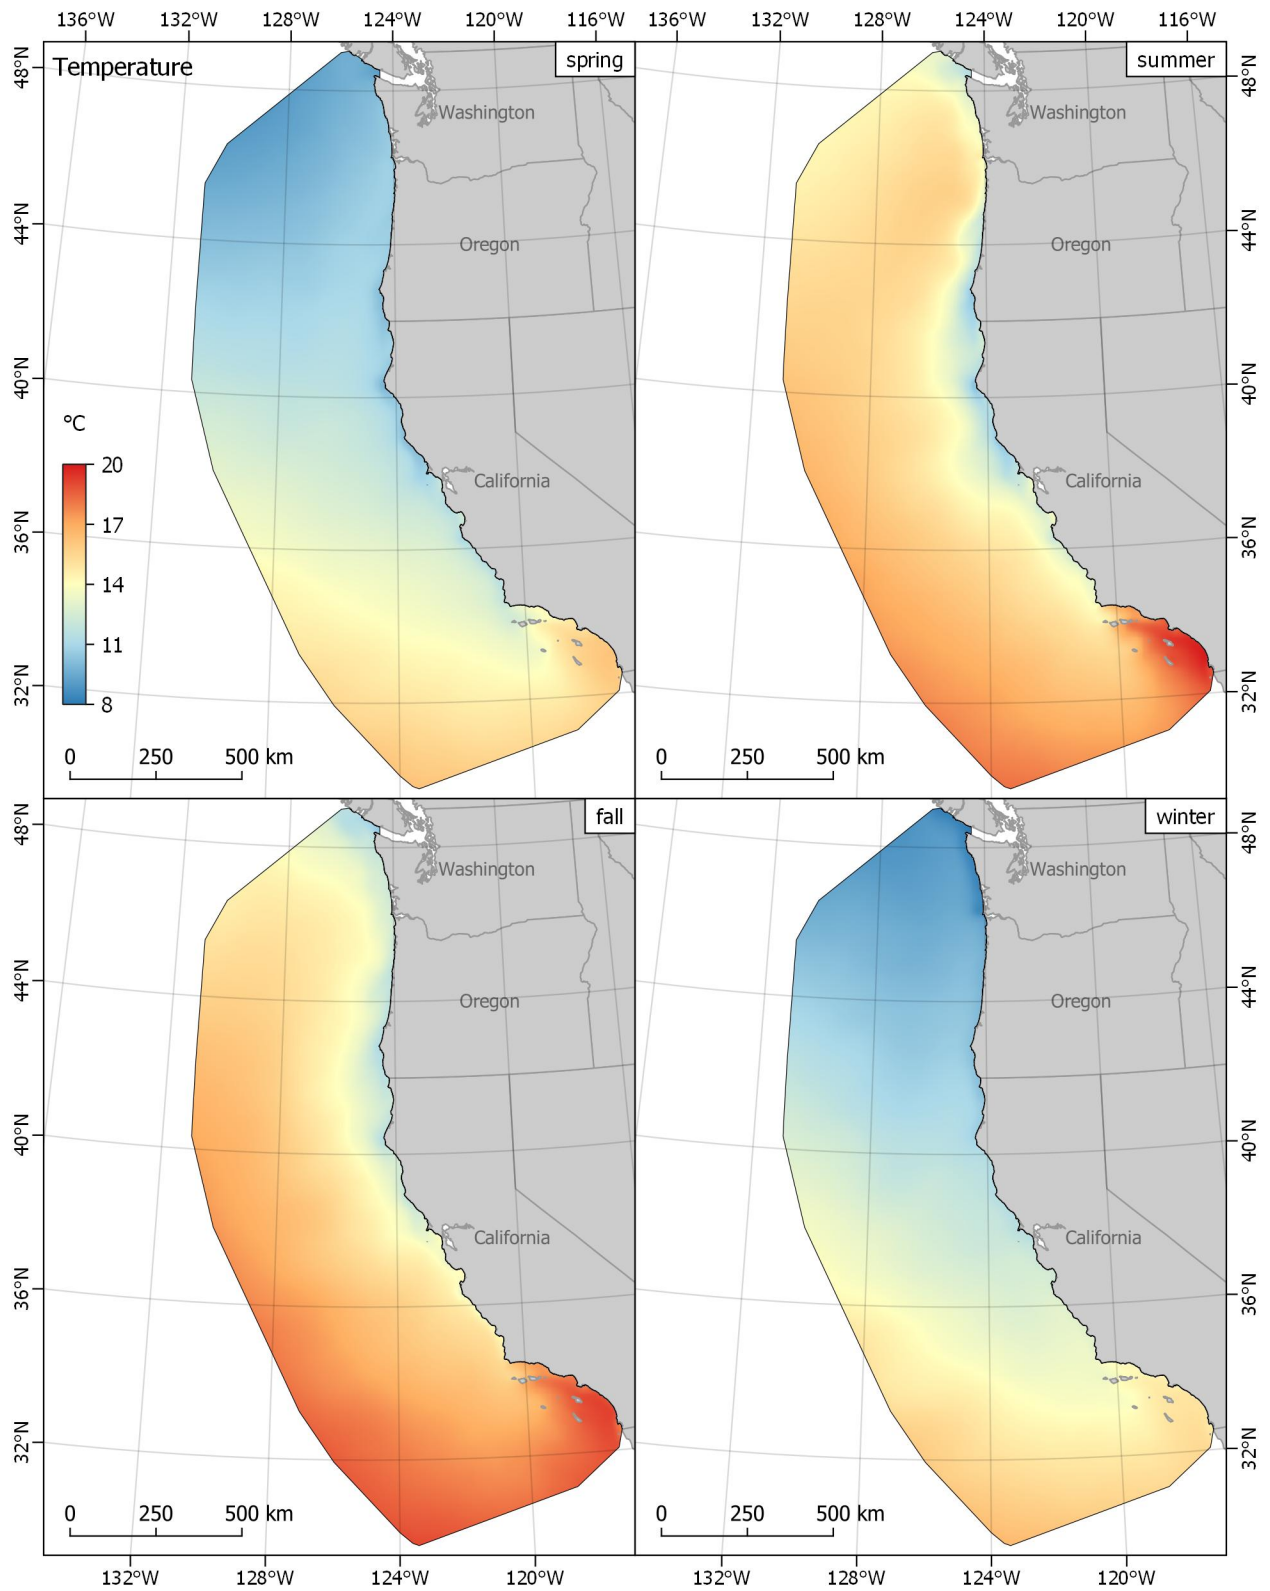 136°W 132°W 128°W 124°W 120°W 116°W 136°W 132°W 128°W 124°W 120°W 116°W
Temperature
spring
summer
48°N
48°N
Washington
Washington
44°N
44°N
Oregon
Oregon
40°N
40°N
°C
20
17
14
11
8
California
California
36°N
36°N
32°N
32°N
0 250 500 km
0 250 500 km
fall
winter
48°N
48°N
Washington
Washington
44°N
44°N
Oregon
Oregon
40°N
40°N
California
California
36°N
36°N
32°N
32°N
0 250 500 km
0 250 500 km
132°W 128°W 124°W 120°W 132°W 128°W 124°W 120°W